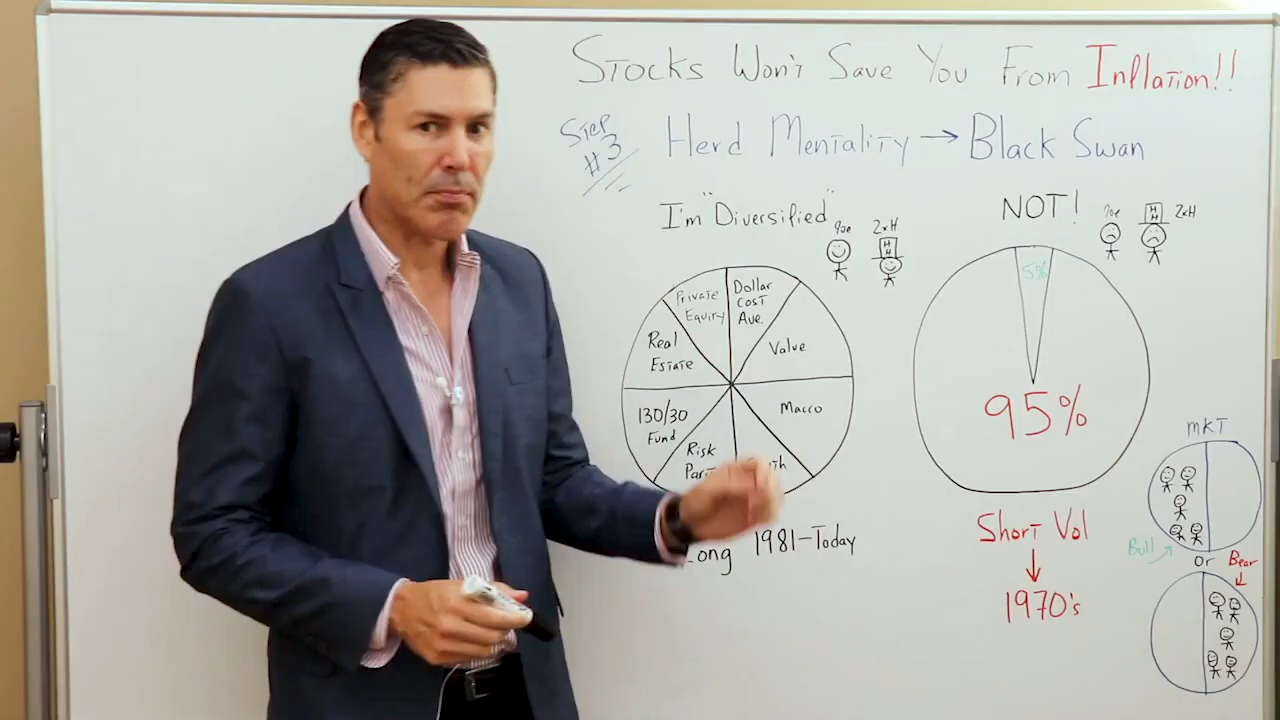 Stocks Won't Save You From Inflation!!
Step
#3
Herd Mentality → Black Swan
I'm "Diversified"
Joe
2xH
H
H
Private
Equity
Dollar
Cost
Ave.
Real
Estate
Value
130/30
Fund
Macro
Risk
1981-Today
NOT!
Joe
H
H
2xH
5%
95%
Short Vol
↓
1970's
MKT
Bull
or
Bear